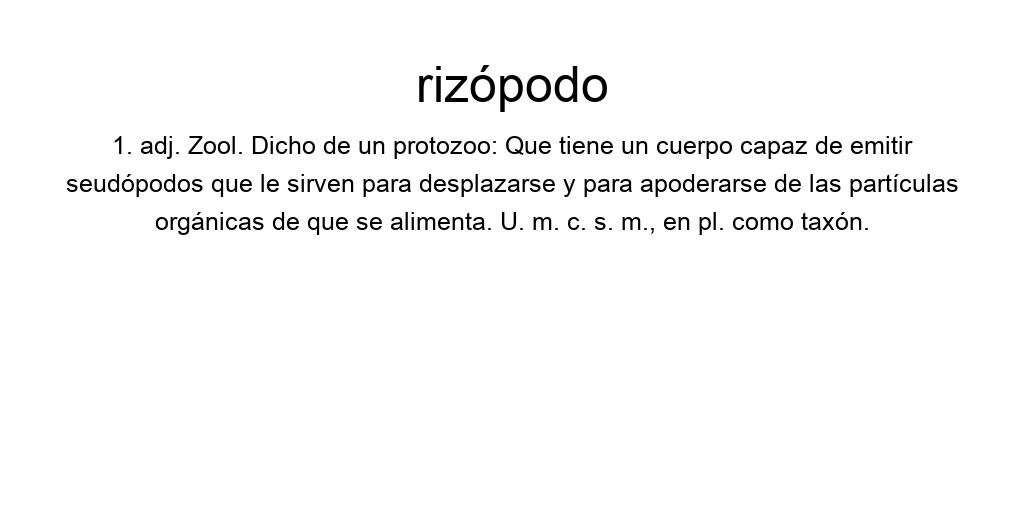 rizópodo
1. adj. Zool. Dicho de un protozoo: Que tiene un cuerpo capaz de emitir
seudópodos que le sirven para desplazarse y para apoderarse de las partículas
orgánicas de que se alimenta. U. m. c. s. m., en pl. como taxón.